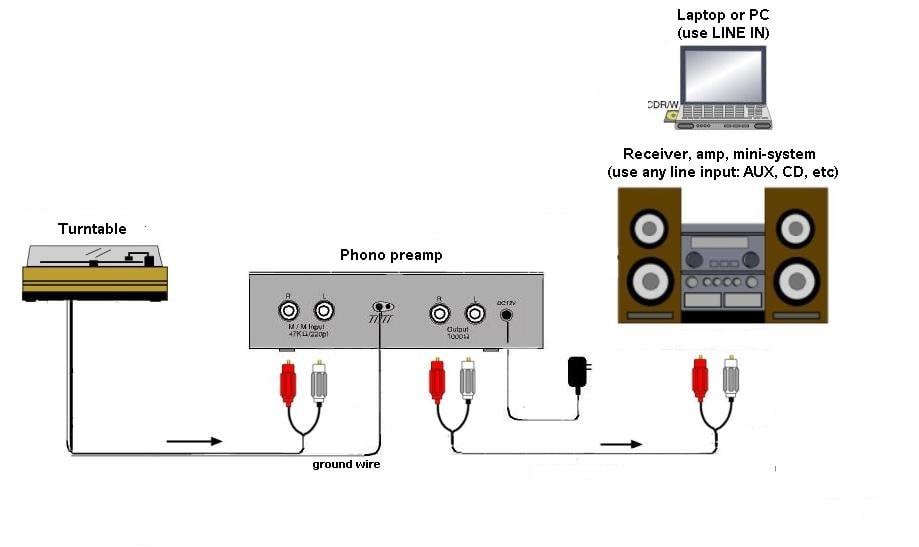 Laptop or PC
(use LINE IN)
CDR/W
Receiver, amp, mini-system
(use any line input: AUX, CD, etc)
Turntable
Phono preamp
R L
R L
DC12V
M / M Input
47KΩ/220pf
Output
1000Ω
ground wire